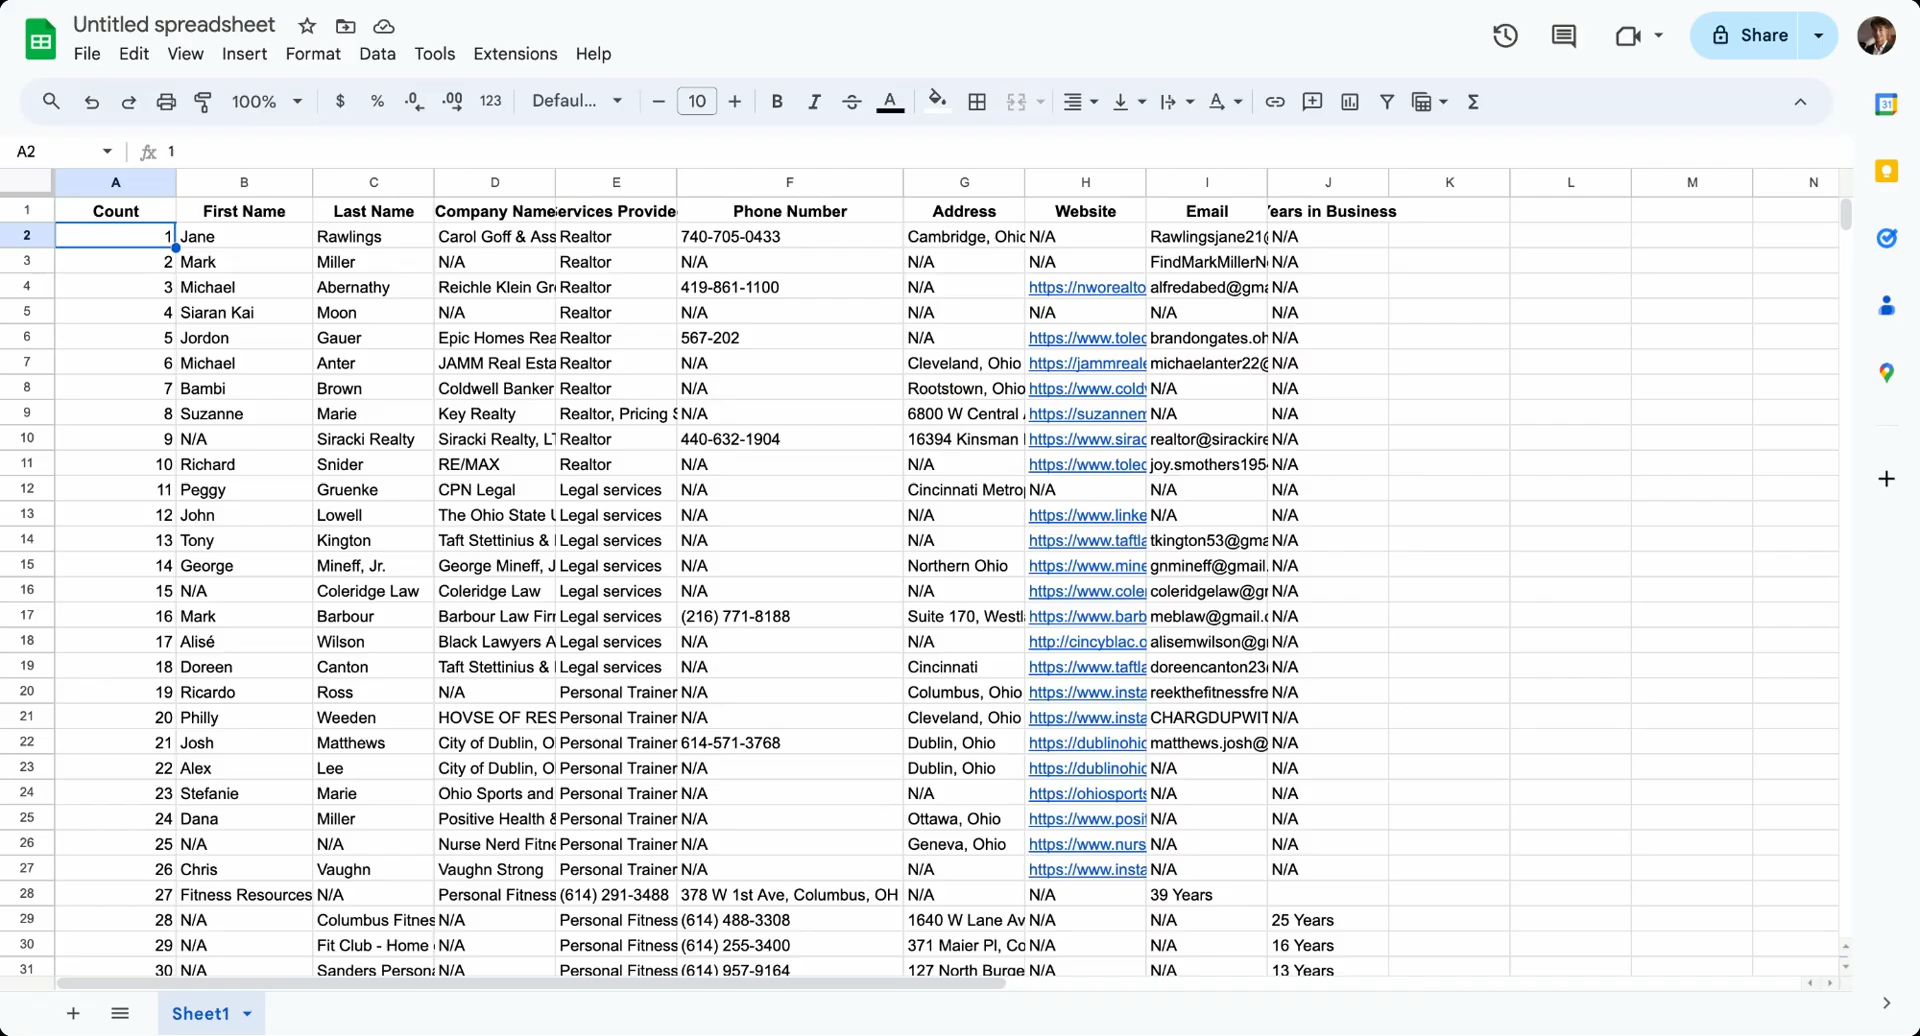 Untitled spreadsheet
File Edit View Insert Format Data Tools Extensions Help
Share
100% $ % .0 .00 123 Defaul... 10 B I S A 31
A2 fx 1
A B C D E F G H I J K L M N
1 Count First Name Last Name Company Name ervices Provide Phone Number Address Website Email Years in Business
2 1 Jane Rawlings Carol Goff & Ass Realtor 740-705-0433 Cambridge, Ohio N/A Rawlingsjane21@ N/A
3 2 Mark Miller N/A Realtor N/A N/A N/A FindMarkMillerN N/A
4 3 Michael Abernathy Reichle Klein Gr Realtor 419-861-1100 N/A https://nworealto alfredabed@gma N/A
5 4 Siaran Kai Moon N/A Realtor N/A N/A N/A N/A N/A
6 5 Jordon Gauer Epic Homes Rea Realtor 567-202 N/A https://www.toled brandongates.oh N/A
7 6 Michael Anter JAMM Real Esta Realtor N/A Cleveland, Ohio https://jammreale michaelanter22@ N/A
8 7 Bambi Brown Coldwell Banker Realtor N/A Rootstown, Ohio https://www.coldw N/A N/A
9 8 Suzanne Marie Key Realty Realtor, Pricing S N/A 6800 W Central A https://suzannem N/A N/A
10 9 N/A Siracki Realty Siracki Realty, LT Realtor 440-632-1904 16394 Kinsman https://www.sirac realtor@sirackire N/A
11 10 Richard Snider RE/MAX Realtor N/A N/A https://www.toled joy.smothers195 N/A
12 11 Peggy Gruenke CPN Legal Legal services N/A Cincinnati Metro N/A N/A N/A
13 12 John Lowell The Ohio State U Legal services N/A N/A https://www.linke N/A N/A
14 13 Tony Kington Taft Stettinius & Legal services N/A N/A https://www.taftla tkington53@gma N/A
15 14 George Mineff, Jr. George Mineff, J Legal services N/A Northern Ohio https://www.mine gnmineff@gmail. N/A
16 15 N/A Coleridge Law Coleridge Law Legal services N/A N/A https://www.cole coleridgelaw@g N/A
17 16 Mark Barbour Barbour Law Fir Legal services (216) 771-8188 Suite 170, Westl https://www.barb meblaw@gmail.c N/A
18 17 Alisé Wilson Black Lawyers A Legal services N/A N/A http://cincyblac.o alisemwilson@g N/A
19 18 Doreen Canton Taft Stettinius & Legal services N/A Cincinnati https://www.taftla doreencanton23 N/A
20 19 Ricardo Ross N/A Personal Trainer N/A Columbus, Ohio https://www.insta reekthefitnessfre N/A
21 20 Philly Weeden HOVSE OF RES Personal Trainer N/A Cleveland, Ohio https://www.insta CHARGDUPWIT N/A
22 21 Josh Matthews City of Dublin, O Personal Trainer 614-571-3768 Dublin, Ohio https://dublinohio matthews.josh@ N/A
23 22 Alex Lee City of Dublin, O Personal Trainer N/A Dublin, Ohio https://dublinohio N/A N/A
24 23 Stefanie Marie Ohio Sports and Personal Trainer N/A N/A https://ohiosports N/A N/A
25 24 Dana Miller Positive Health & Personal Trainer N/A Ottawa, Ohio https://www.posit N/A N/A
26 25 N/A N/A Nurse Nerd Fitne Personal Trainer N/A Geneva, Ohio https://www.nurs N/A N/A
27 26 Chris Vaughn Vaughn Strong Personal Trainer N/A N/A https://www.insta N/A N/A
28 27 Fitness Resources N/A Personal Fitness (614) 291-3488 378 W 1st Ave, Columbus, OH N/A N/A 39 Years
29 28 N/A Columbus Fitnes N/A Personal Fitness (614) 488-3308 1640 W Lane Av N/A N/A 25 Years
30 29 N/A Fit Club - Home N/A Personal Fitness (614) 255-3400 371 Maier Pl, Co N/A N/A 16 Years
31 30 N/A Sanders Persona N/A Personal Fitness (614) 957-9164 127 North Burge N/A N/A 13 Years
Sheet1